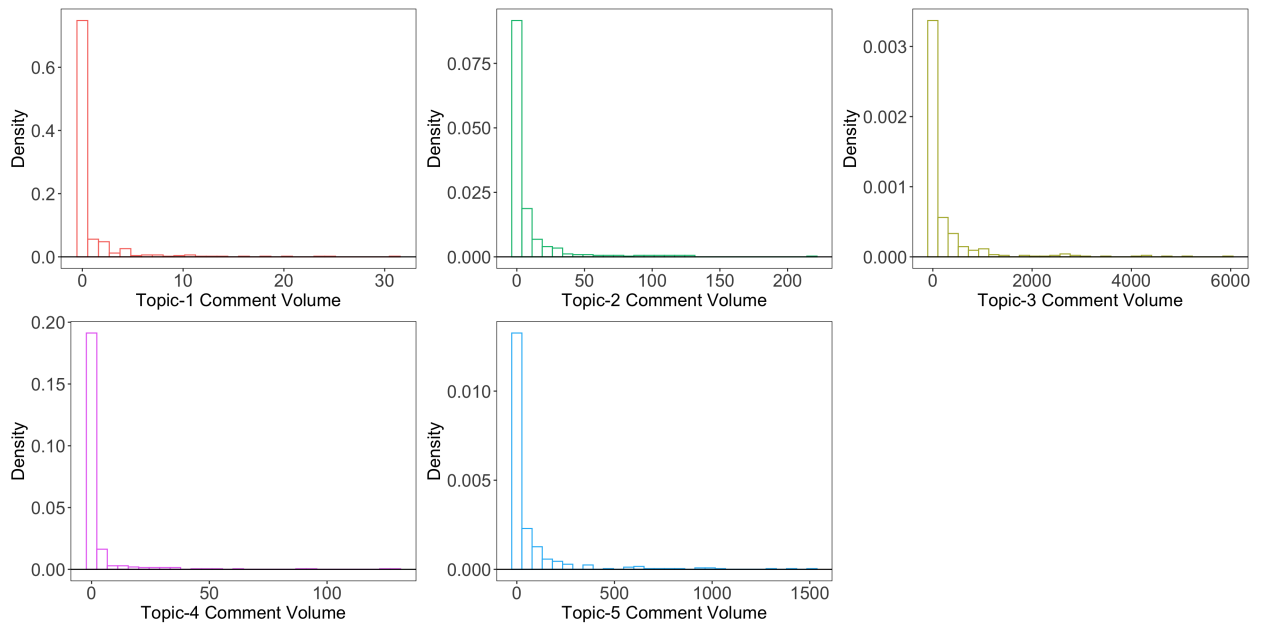 Density
0.6
0.4
0.2
0.0
0 10 20 30
Topic-1 Comment Volume
Density
0.075
0.050
0.025
0.000
0 50 100 150 200
Topic-2 Comment Volume
Density
0.003
0.002
0.001
0.000
0 2000 4000 6000
Topic-3 Comment Volume
Density
0.20
0.15
0.10
0.05
0.00
0 50 100
Topic-4 Comment Volume
Density
0.010
0.005
0.000
0 500 1000 1500
Topic-5 Comment Volume